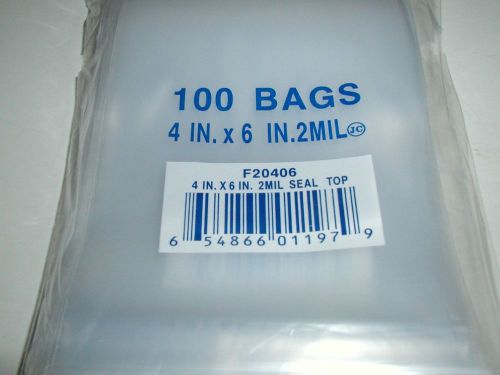 100 BAGS
4 IN. x 6 IN.2MIL JC
F20406
4 IN. X 6 IN. 2MIL SEAL TOP
6 54866 01197 9